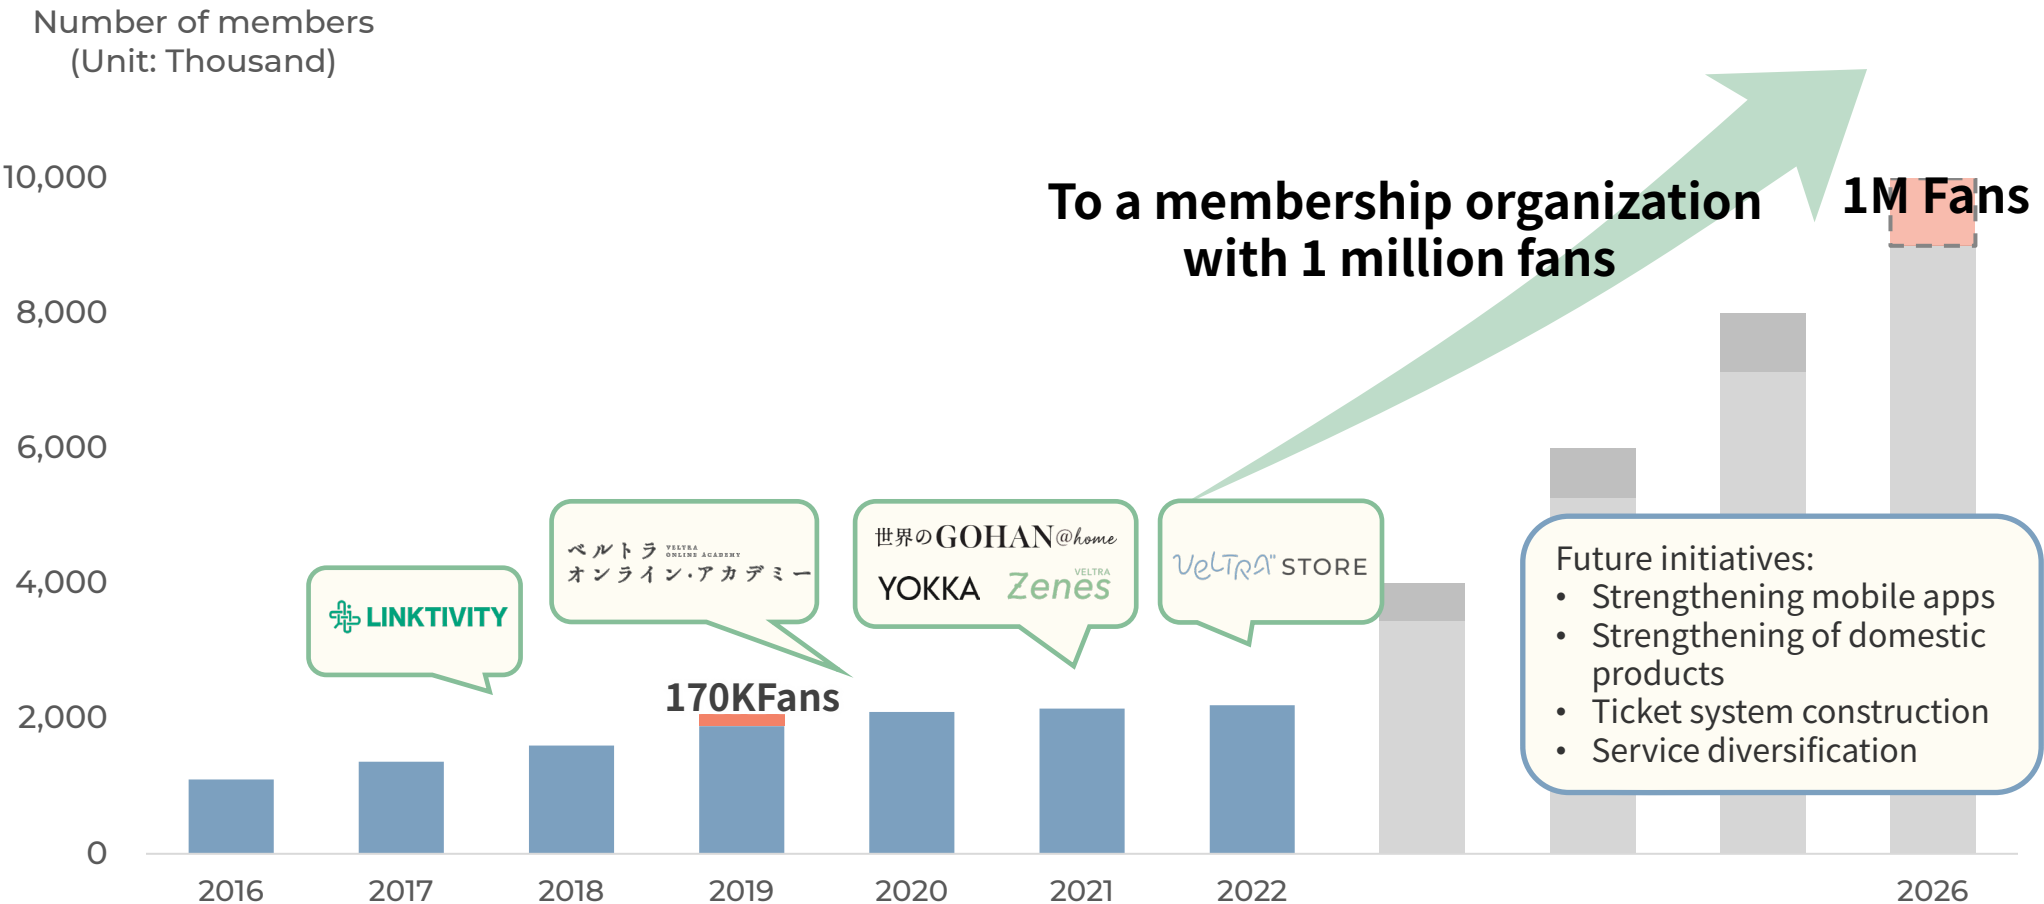 Number of members
(Unit: Thousand)
10,000
8,000
6,000
4,000
2,000
0
To a membership organization
with 1 million fans
1M Fans
LINKTIVITY
ベルトラ VELTRA ONLINE ACADEMY
オンライン・アカデミー
世界のGOHAN@home
YOKKA
VELTRA
Zenes
VELTRA STORE
170KFans
Future initiatives:
• Strengthening mobile apps
• Strengthening of domestic
products
• Ticket system construction
• Service diversification
2016
2017
2018
2019
2020
2021
2022
2026